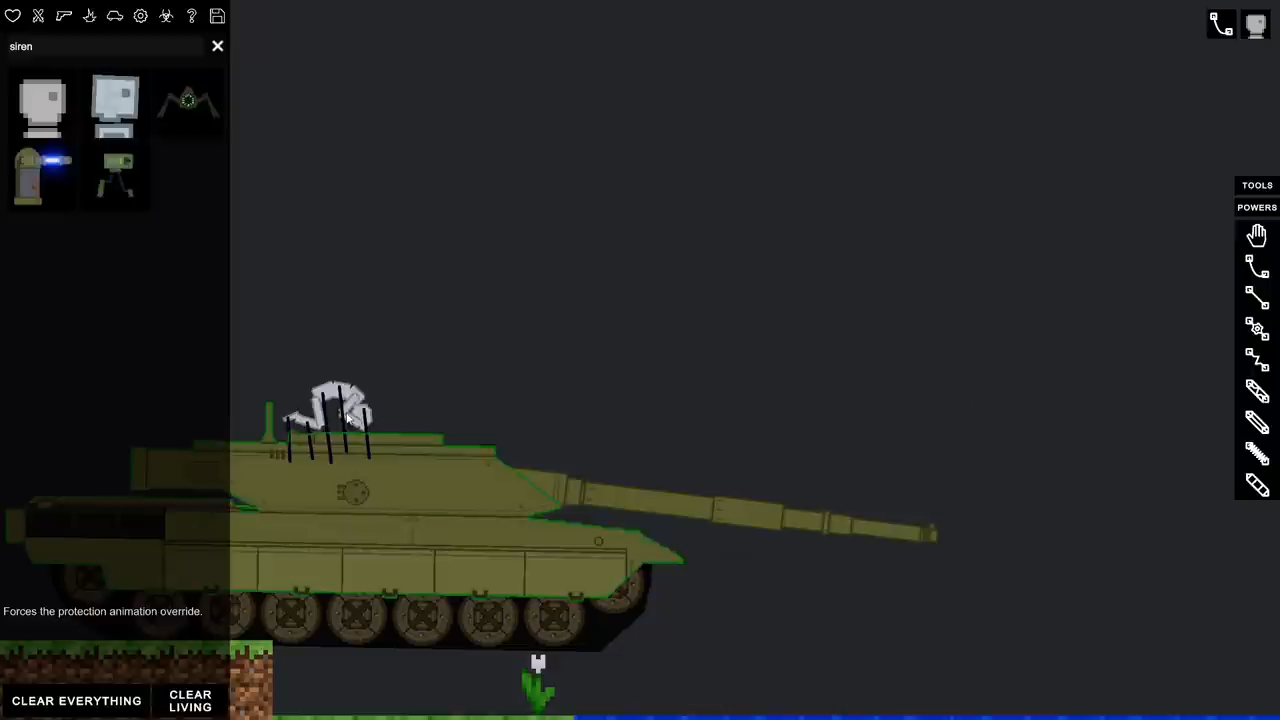 siren
TOOLS
POWERS
Forces the protection animation override.
CLEAR EVERYTHING
CLEAR
LIVING